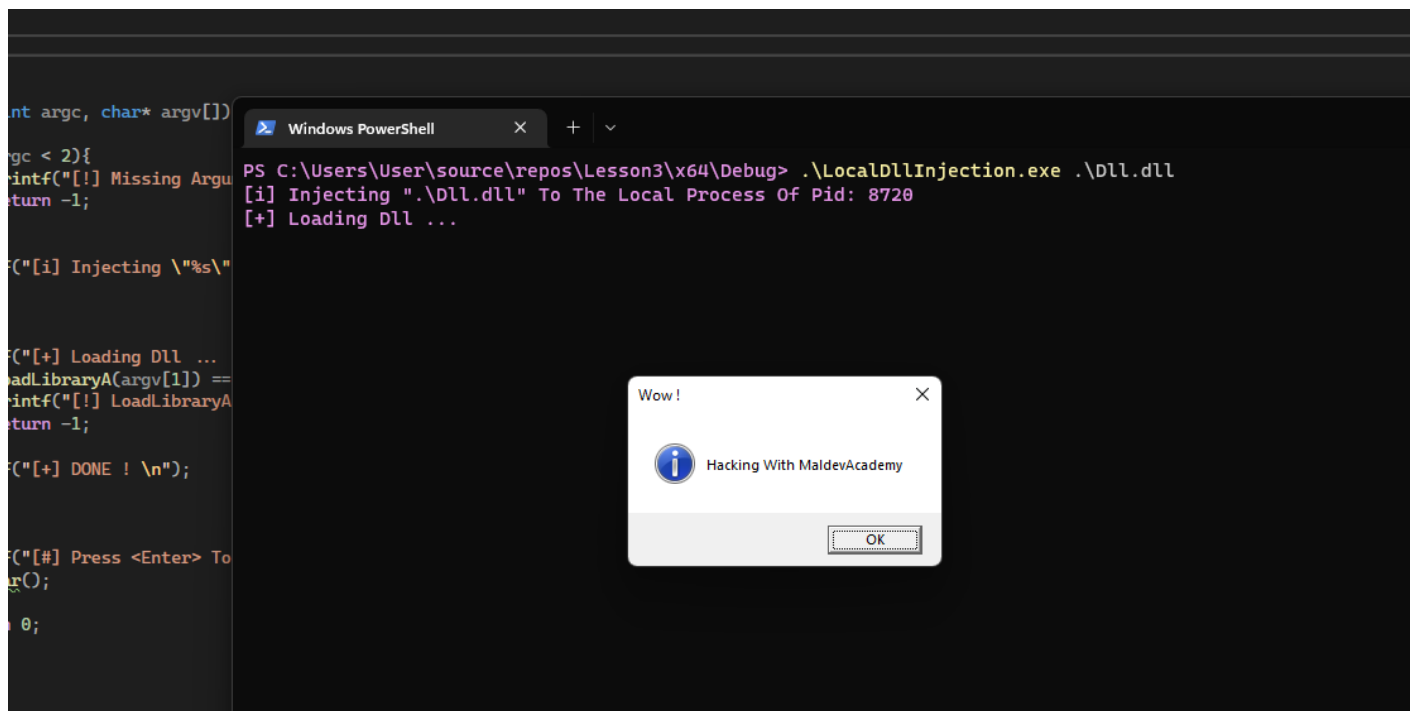 int argc, char* argv[])
rgc < 2){
rintf("[!] Missing Argu
eturn -1;
f("[i] Injecting \"%s\"
f("[+] Loading Dll ...
oadLibraryA(argv[1]) ==
rintf("[!] LoadLibraryA
eturn -1;
f("[+] DONE ! \n");
f("[#] Press <Enter> To
ar();
n 0;
Windows PowerShell
PS C:\Users\User\source\repos\Lesson3\x64\Debug> .\LocalDllInjection.exe .\Dll.dll
[i] Injecting ".\Dll.dll" To The Local Process Of Pid: 8720
[+] Loading Dll ...
Wow !
Hacking With MaldevAcademy
OK